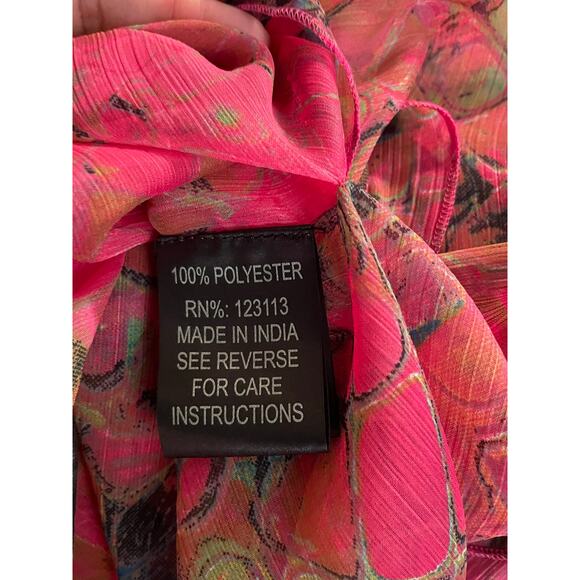 100% POLYESTER
RN%: 123113
MADE IN INDIA
SEE REVERSE
FOR CARE
INSTRUCTIONS